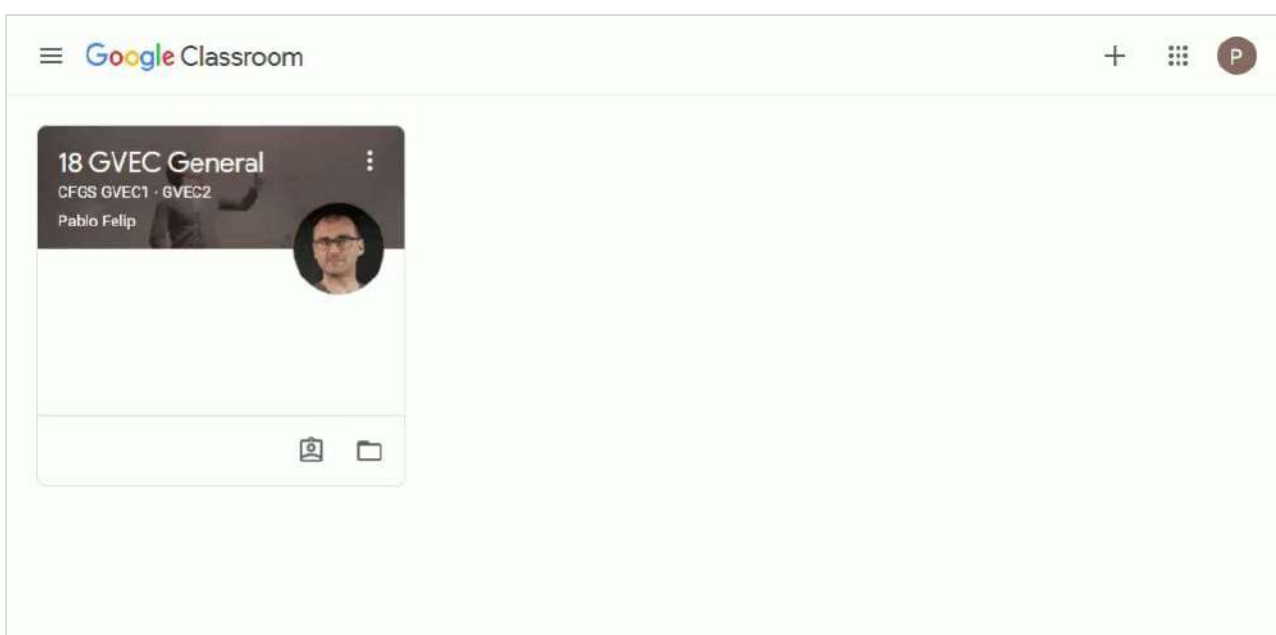 Google Classroom
P
18 GVEC General
CFGS GVEC1 · GVEC2
Pablo Felip